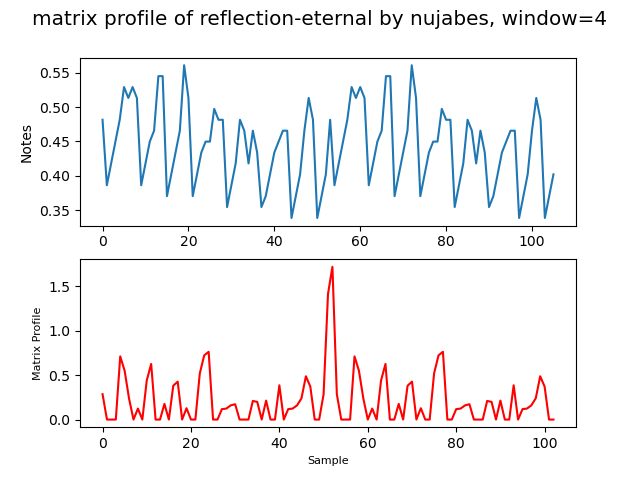 matrix profile of reflection-eternal by nujabes, window=4
Notes
0.55
0.50
0.45
0.40
0.35
0 20 40 60 80 100
Matrix Profile
1.5
1.0
0.5
0.0
0 20 40 60 80 100
Sample